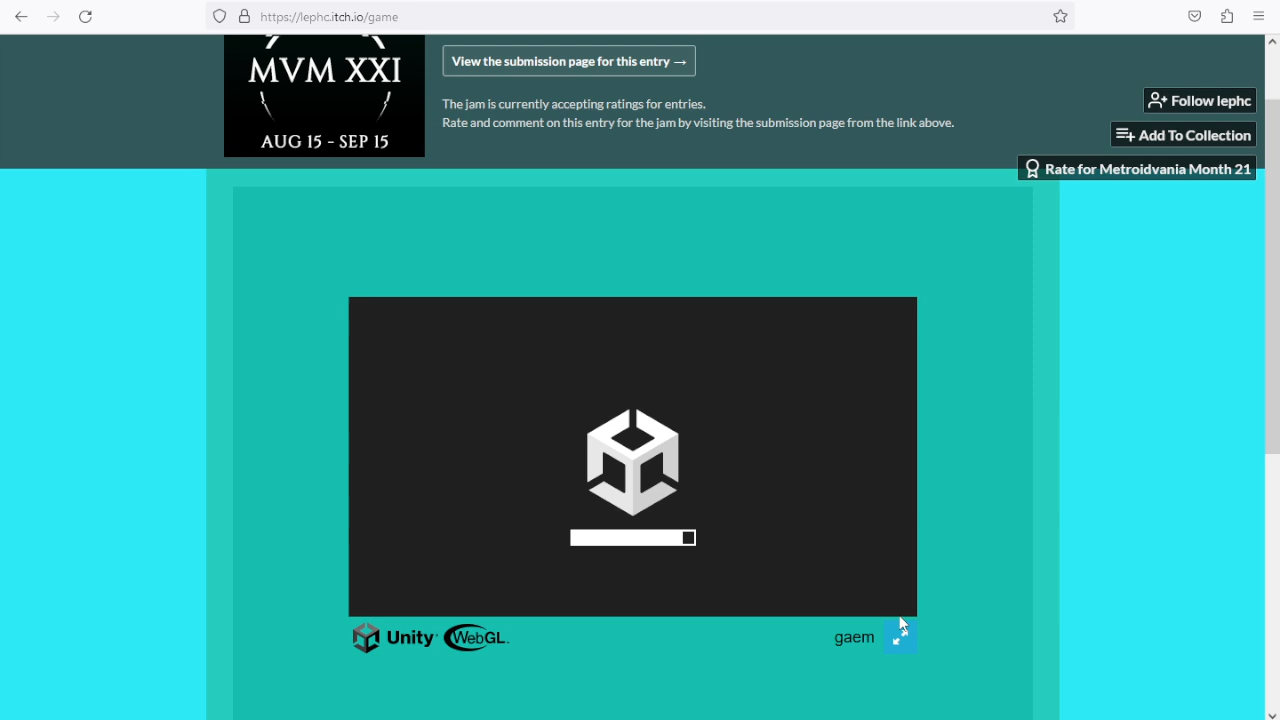 https://lephc.itch.io/game
MVM XXI
AUG 15 - SEP 15
View the submission page for this entry →
The jam is currently accepting ratings for entries.
Rate and comment on this entry for the jam by visiting the submission page from the link above.
Follow lephc
Add To Collection
Rate for Metroidvania Month 21
Unity WebGL
gaem